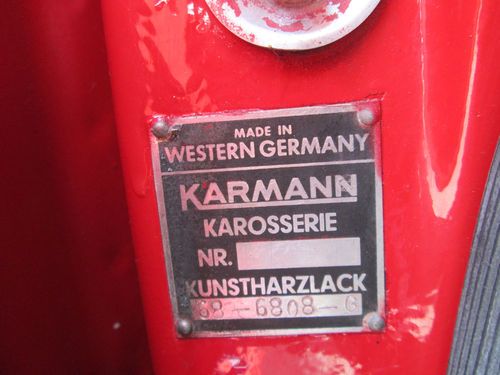 MADE IN
WESTERN GERMANY
KARMANN
KAROSSERIE
NR.
KUNSTHARZLACK
68-6808-G